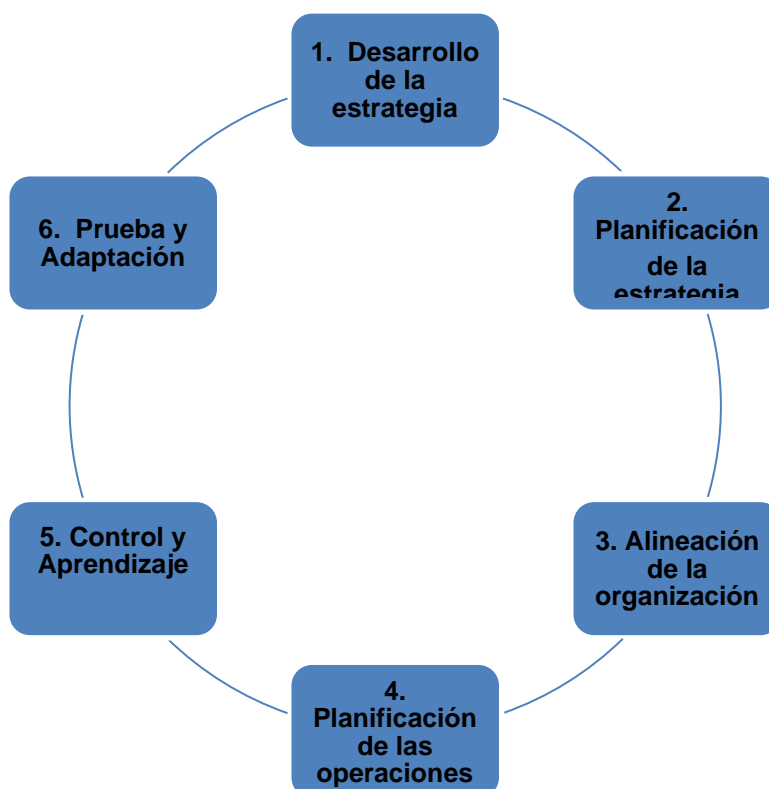 1. Desarrollo
de la
estrategia
2.
Planificación
de la
estrategia
3. Alineación
de la
organización
4.
Planificación
de las
operaciones
5. Control y
Aprendizaje
6. Prueba y
Adaptación